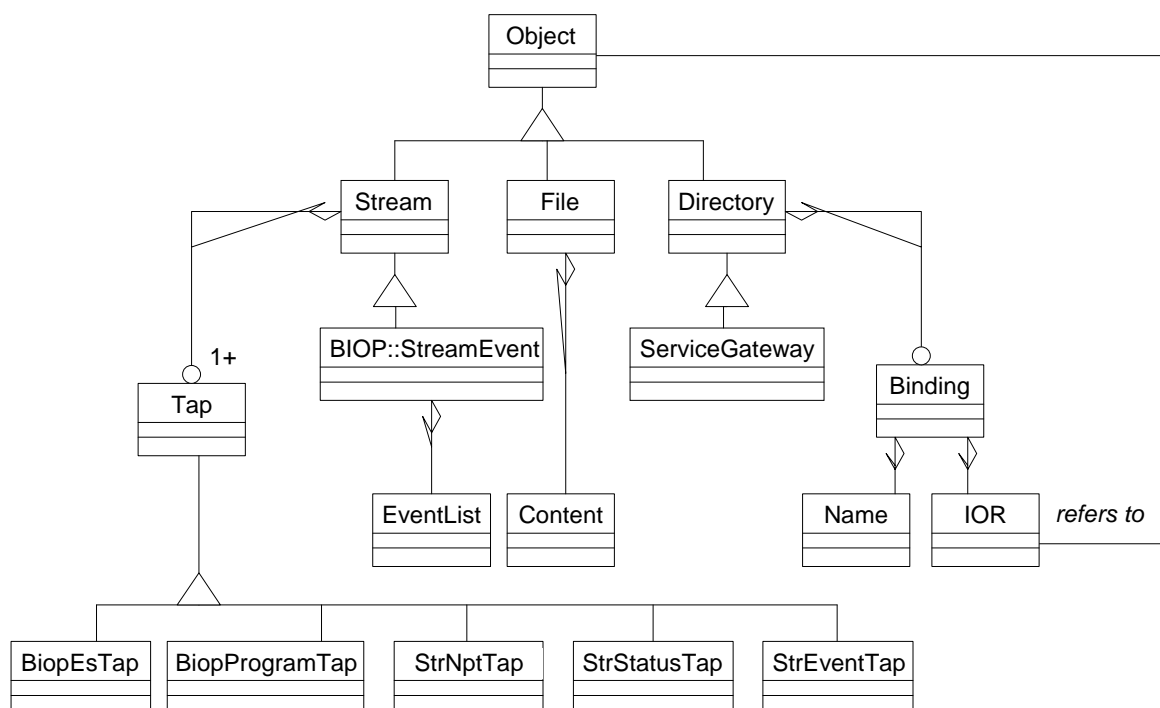 Object
Stream
File
Directory
BIOP::StreamEvent
ServiceGateway
1+
Tap
Binding
EventList
Content
Name
IOR
refers to
BiopEsTap
BiopProgramTap
StrNptTap
StrStatusTap
StrEventTap